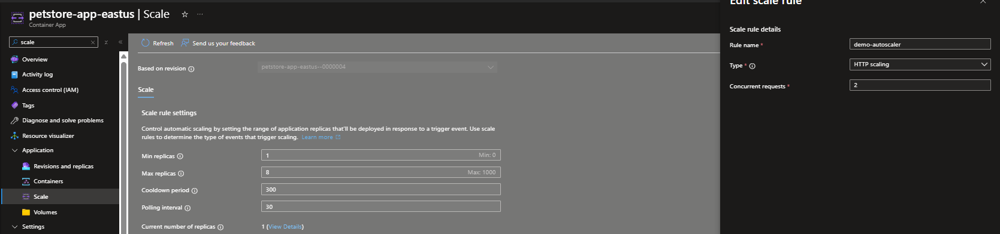 petstore-app-eastus | Scale
Container App
scale
Overview
Activity log
Access control (IAM)
Tags
Diagnose and solve problems
Resource visualizer
Application
Revisions and replicas
Containers
Scale
Volumes
Settings
Refresh
Send us your feedback
Based on revision
petstore-app-eastus--0000004
Scale
Scale rule settings
Control automatic scaling by setting the range of application replicas that'll be deployed in response to a trigger event. Use scale
rules to determine the type of events that trigger scaling. Learn more
Min replicas
1 Min: 0
Max replicas
8 Max: 1000
Cooldown period
300
Polling interval
30
Current number of replicas
1 (View Details)
Edit scale rule
Scale rule details
Rule name *
demo-autoscaler
Type *
HTTP scaling
Concurrent requests *
2